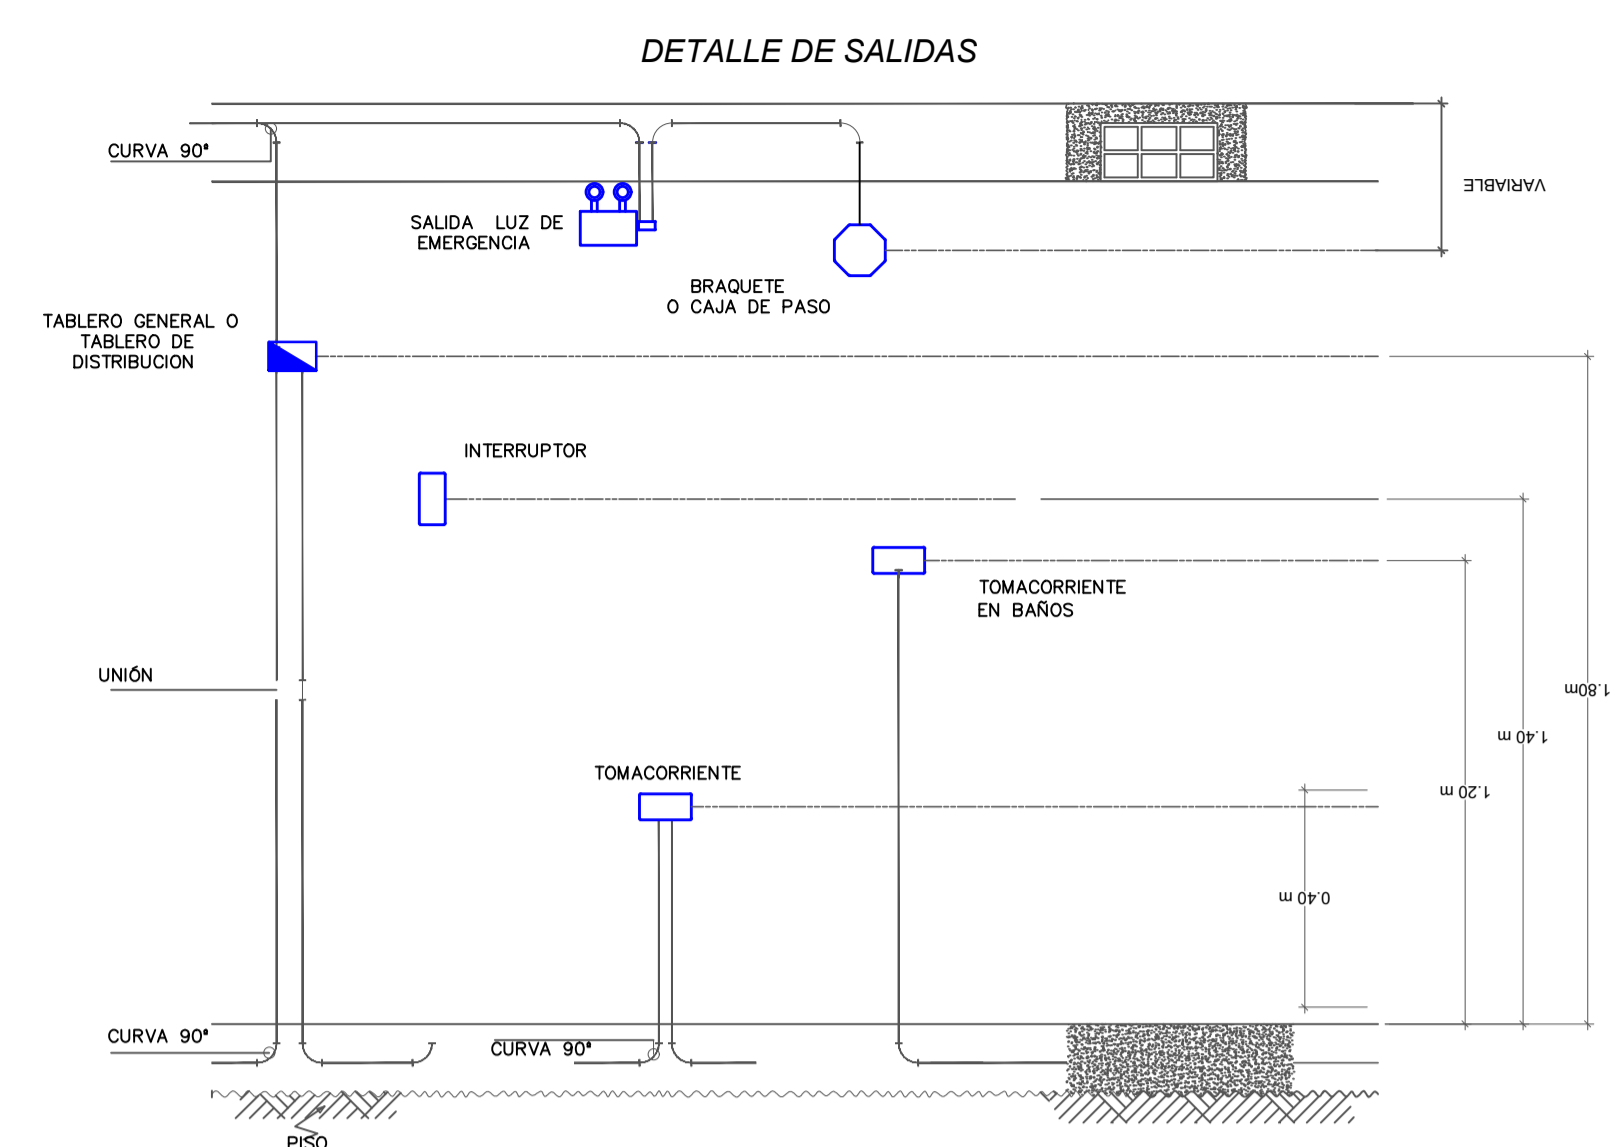 DETALLE DE SALIDAS
CURVA 90°
VARIABLE
SALIDA LUZ DE
EMERGENCIA
BRAQUETE
O CAJA DE PASO
TABLERO GENERAL O
TABLERO DE
DISTRIBUCION
INTERRUPTOR
TOMACORRIENTE
EN BAÑOS
UNIÓN
1.80m
1.40 m
TOMACORRIENTE
1.20 m
0.40 m
CURVA 90°
CURVA 90°
PISO